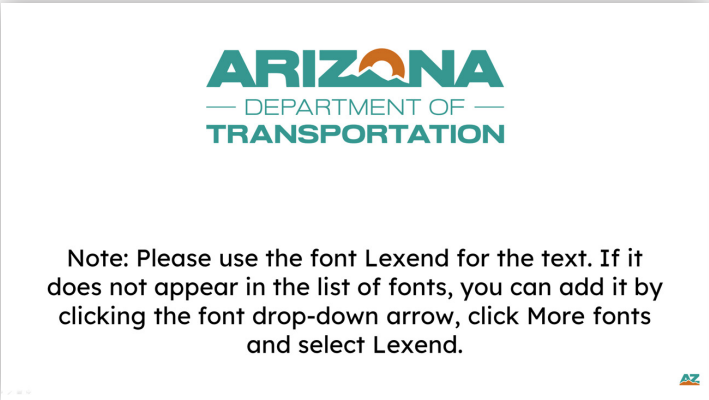 ARIZONA
DEPARTMENT OF
TRANSPORTATION
Note: Please use the font Lexend for the text. If it
does not appear in the list of fonts, you can add it by
clicking the font drop-down arrow, click More fonts
and select Lexend.
AZ